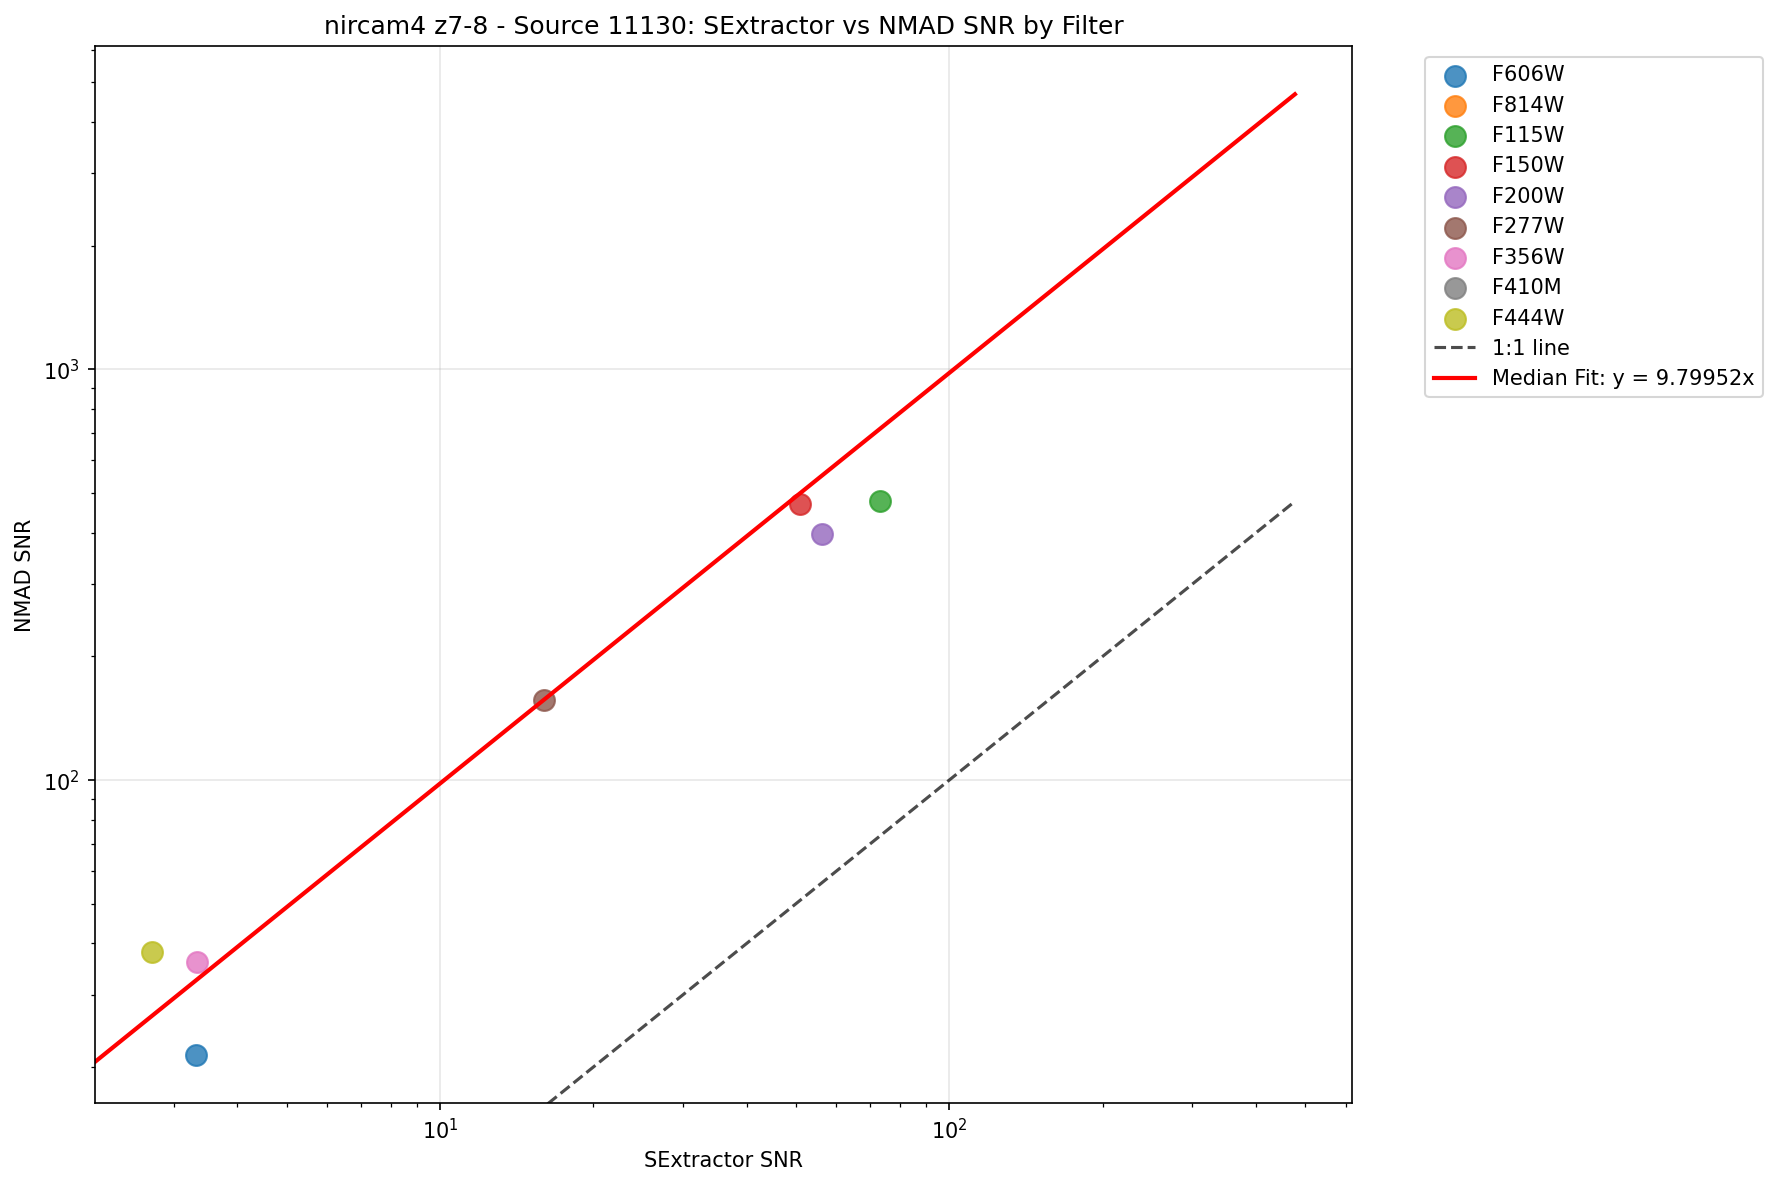 nircam4 z7-8 - Source 11130: SExtractor vs NMAD SNR by Filter
F606W
F814W
F115W
F150W
F200W
F277W
F356W
F410M
F444W
1:1 line
Median Fit: y = 9.79952x
NMAD SNR
10³
10²
10¹
10²
SExtractor SNR